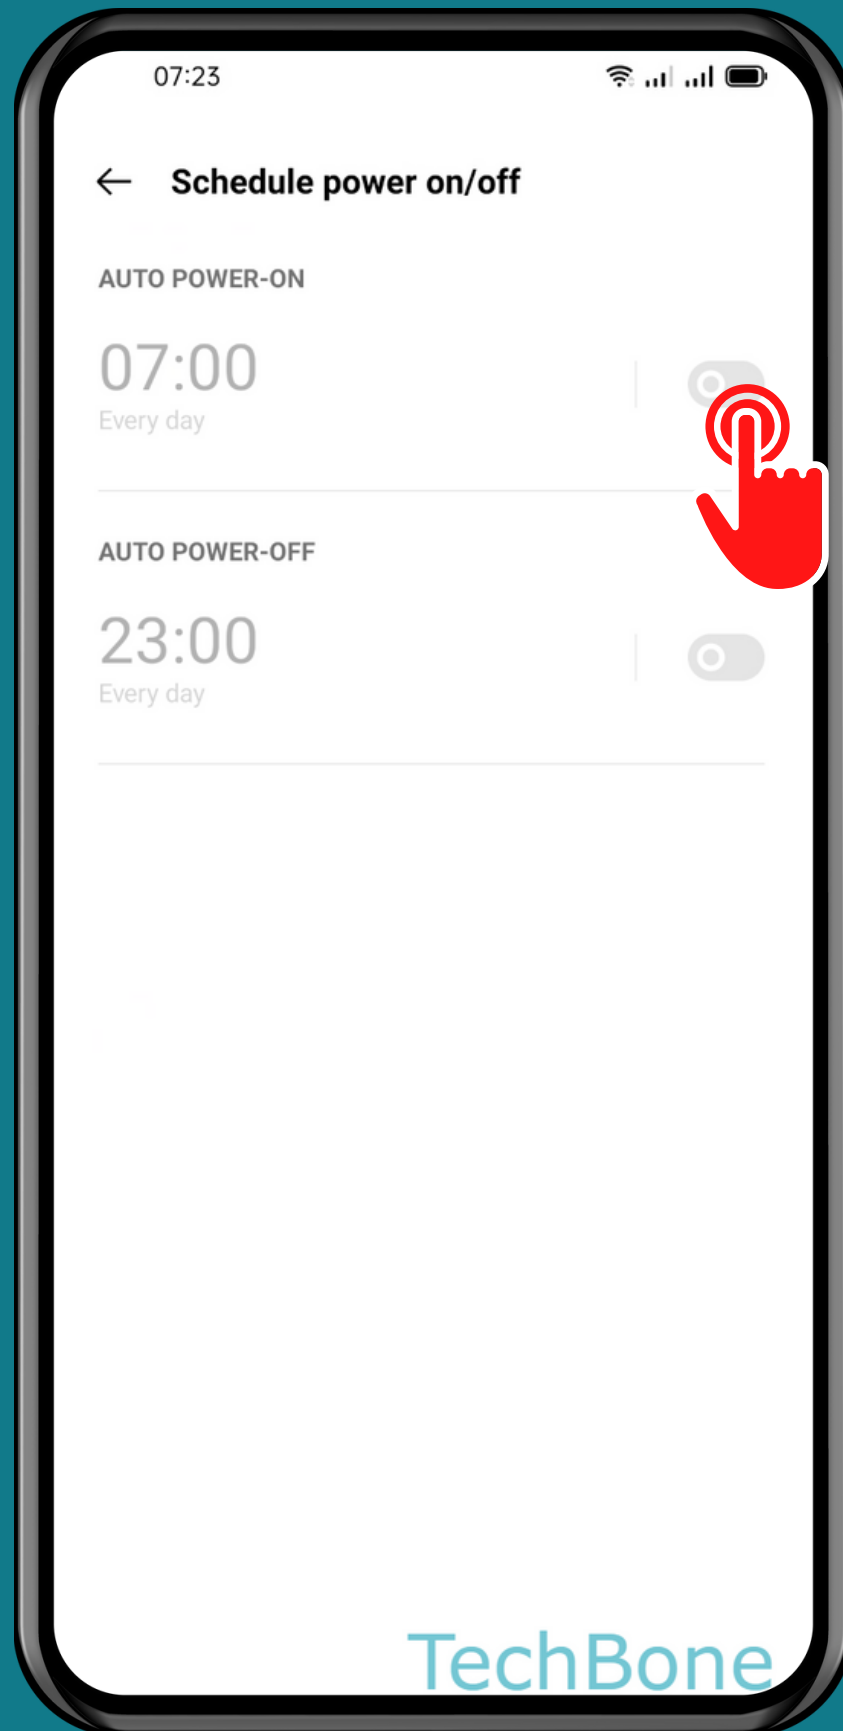 07:23
Schedule power on/off
AUTO POWER-ON
07:00
Every day
AUTO POWER-OFF
23:00
Every day
TechBone